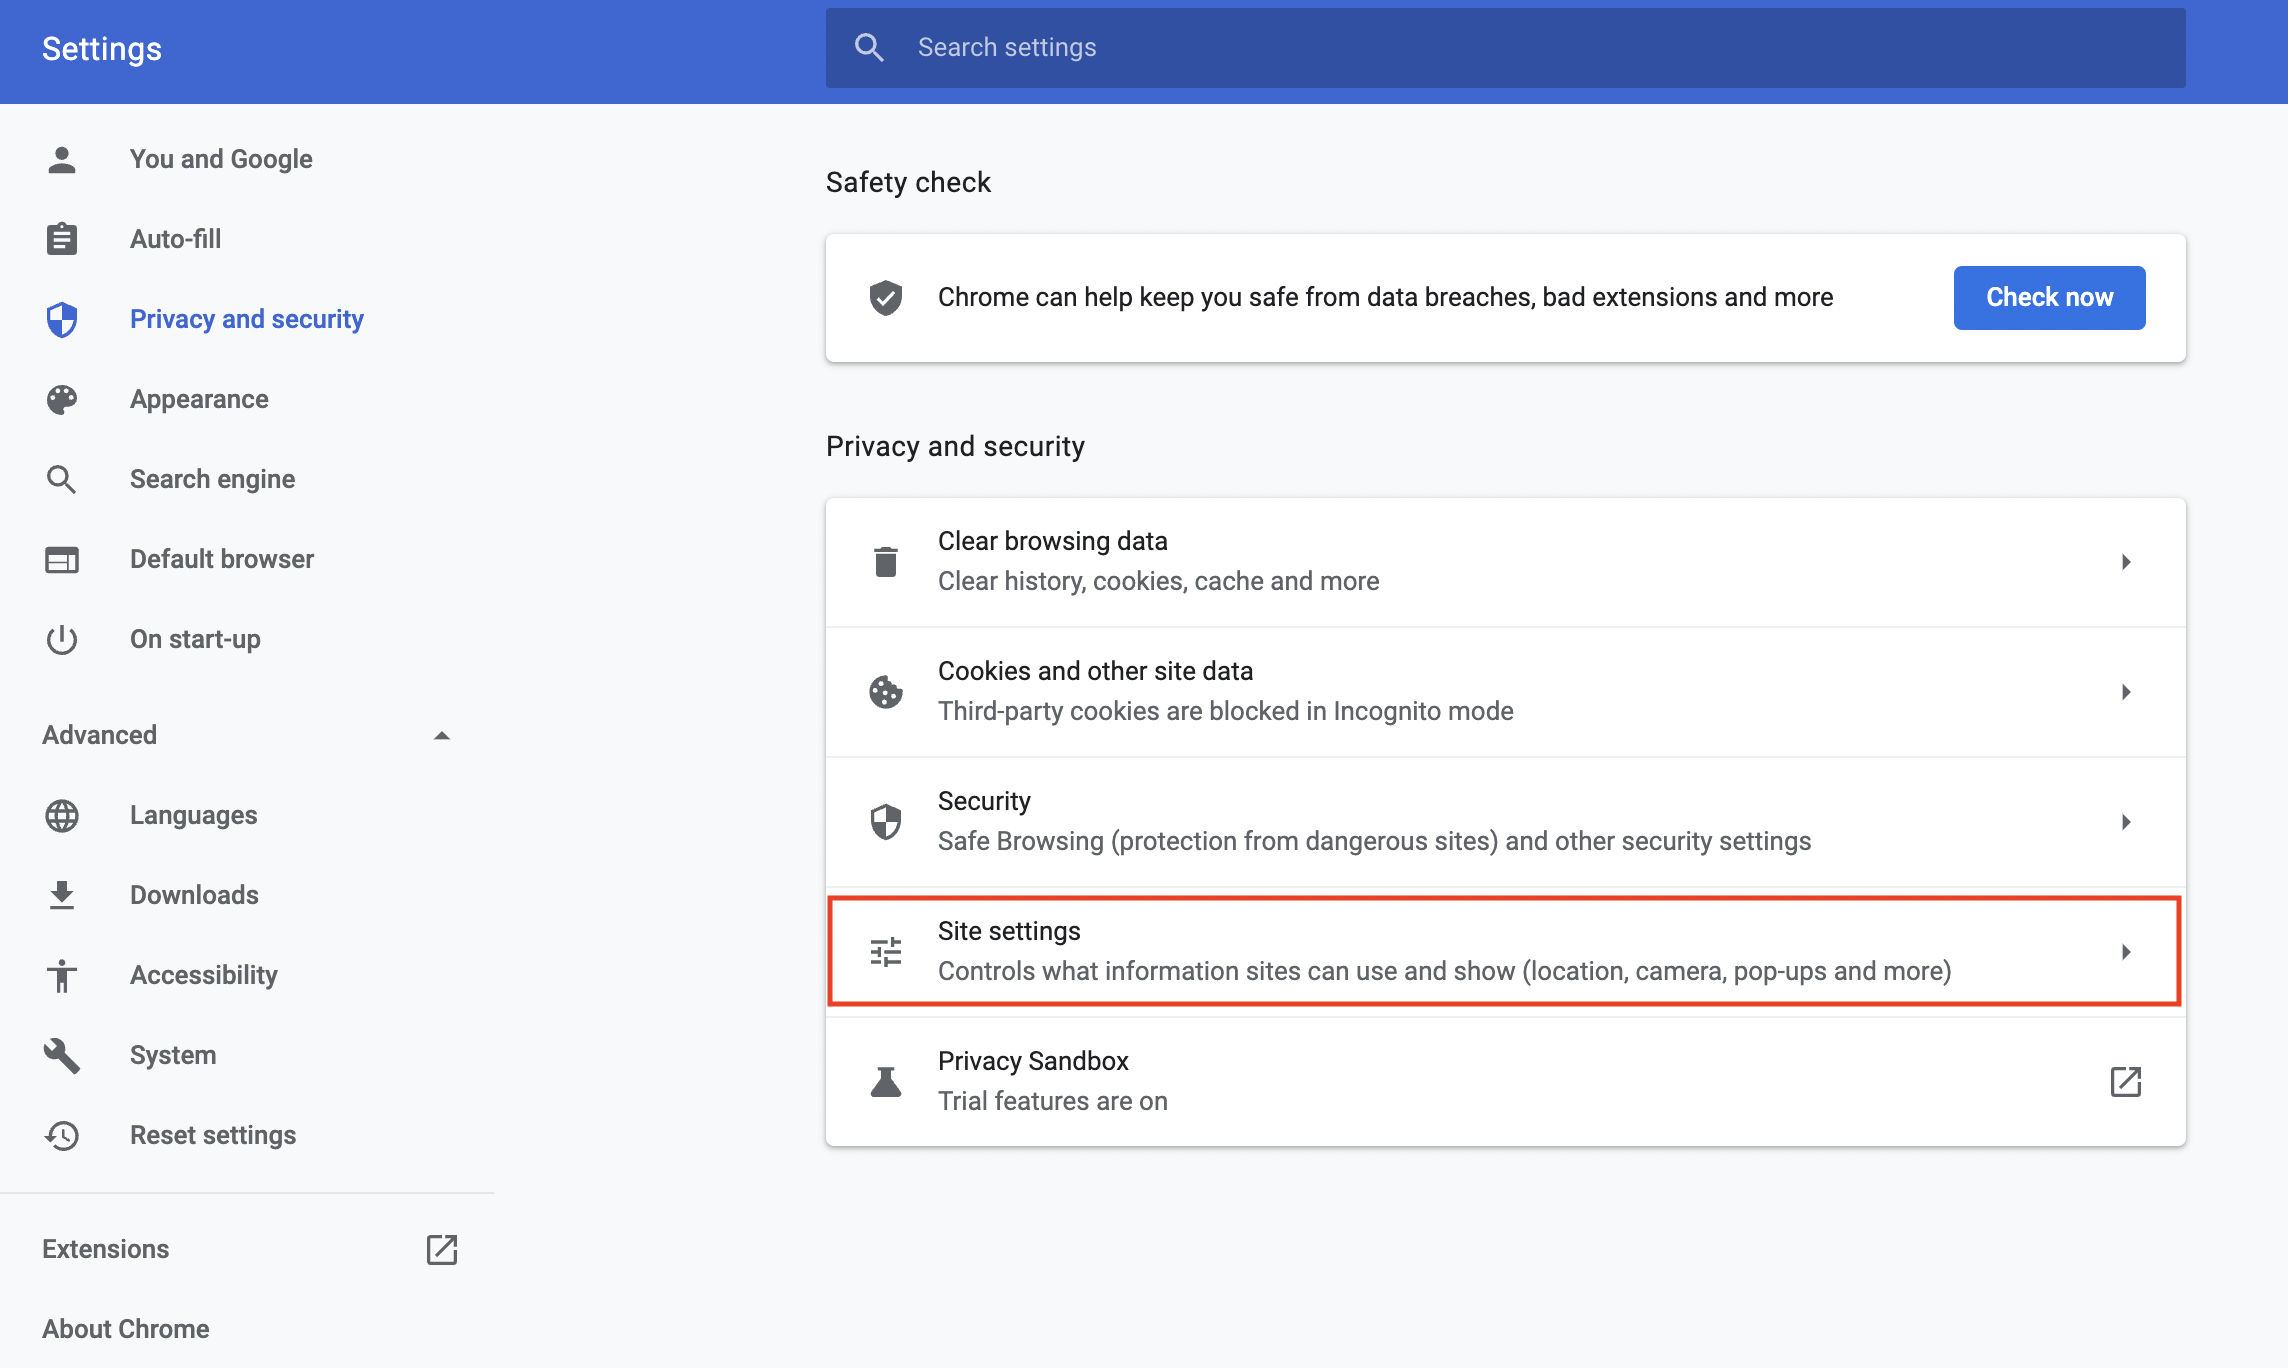 Settings
Search settings
You and Google
Auto-fill
Privacy and security
Appearance
Search engine
Default browser
On start-up
Advanced
Languages
Downloads
Accessibility
System
Reset settings
Extensions
About Chrome
Safety check
Chrome can help keep you safe from data breaches, bad extensions and more
Check now
Privacy and security
Clear browsing data
Clear history, cookies, cache and more
Cookies and other site data
Third-party cookies are blocked in Incognito mode
Security
Safe Browsing (protection from dangerous sites) and other security settings
Site settings
Controls what information sites can use and show (location, camera, pop-ups and more)
Privacy Sandbox
Trial features are on